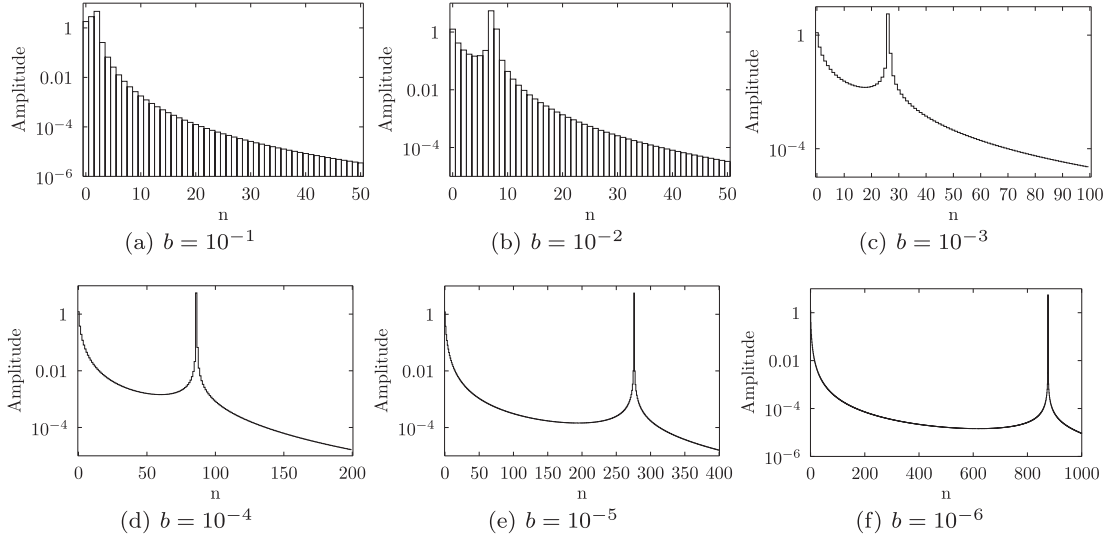 Amplitude
1
0.01
10⁻⁴
10⁻⁶
0 10 20 30 40 50
n
(a) b = 10⁻¹
Amplitude
1
0.01
10⁻⁴
0 10 20 30 40 50
n
(b) b = 10⁻²
Amplitude
1
10⁻⁴
0 10 20 30 40 50 60 70 80 90 100
n
(c) b = 10⁻³
Amplitude
1
0.01
10⁻⁴
0 50 100 150 200
n
(d) b = 10⁻⁴
Amplitude
1
0.01
10⁻⁴
0 50 100 150 200 250 300 350 400
n
(e) b = 10⁻⁵
Amplitude
1
0.01
10⁻⁴
10⁻⁶
0 200 400 600 800 1000
n
(f) b = 10⁻⁶